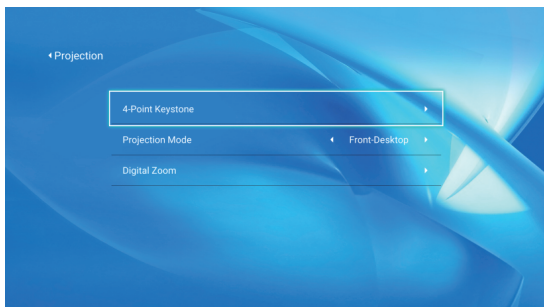 Projection
4-Point Keystone
Projection Mode Front-Desktop
Digital Zoom